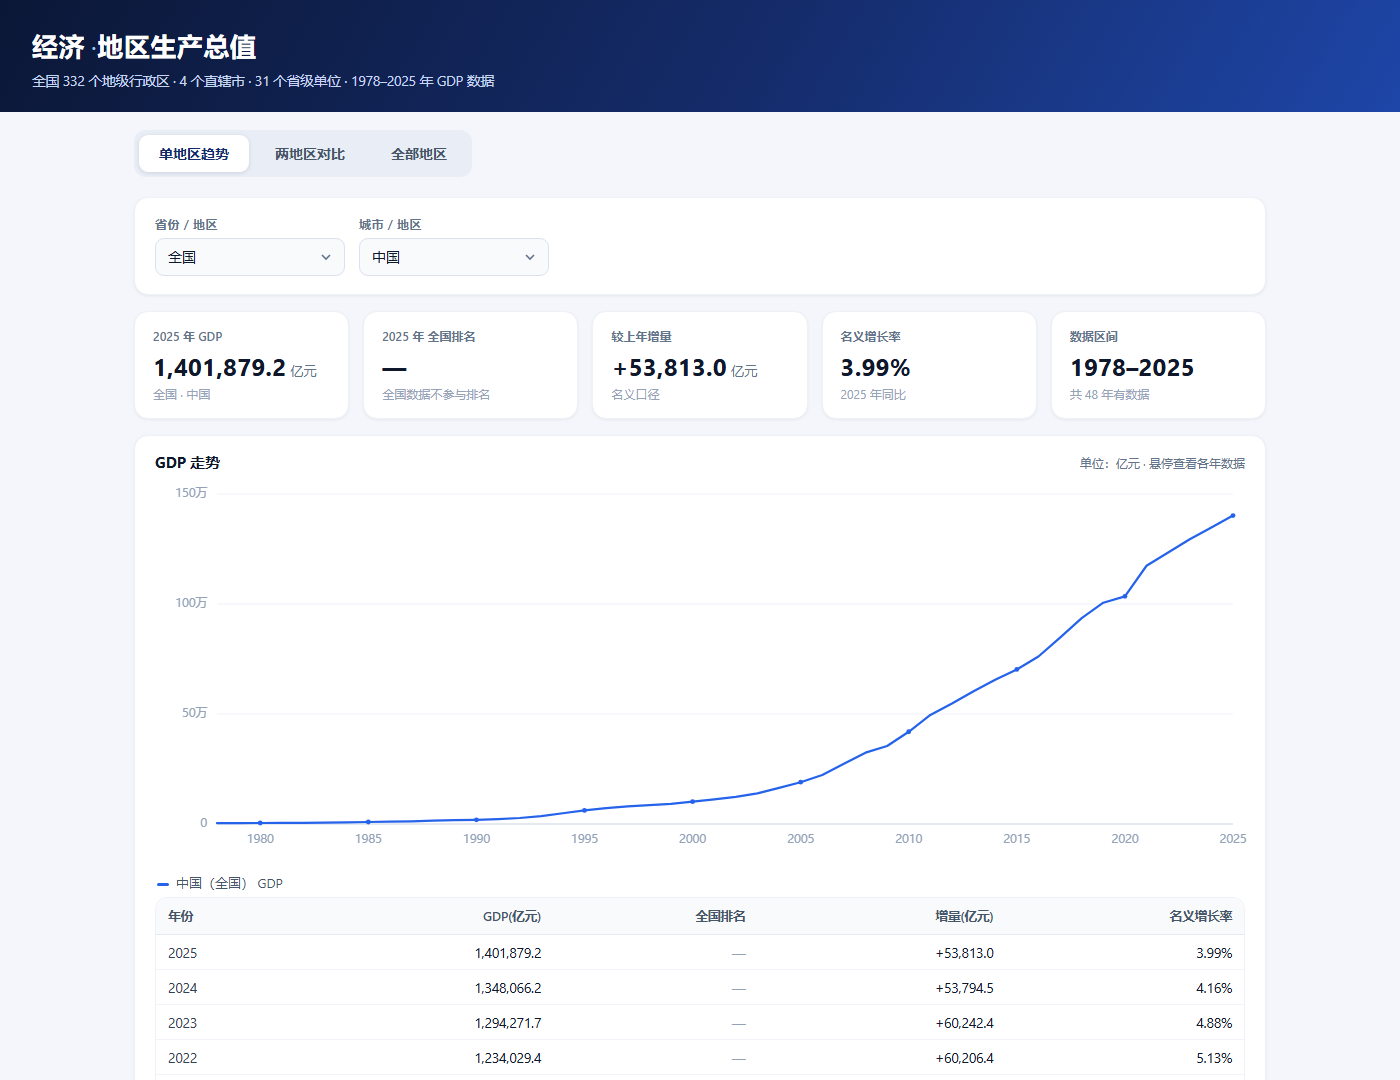 经济 ·地区生产总值
全国 332 个地级行政区 · 4 个直辖市 · 31 个省级单位 · 1978–2025 年 GDP 数据
单地区趋势 两地区对比 全部地区
省份 / 地区 城市 / 地区
全国 中国
2025 年 GDP
1,401,879.2 亿元
全国 · 中国
2025 年 全国排名
—
全国数据不参与排名
较上年增量
+53,813.0 亿元
名义口径
名义增长率
3.99%
2025 年同比
数据区间
1978–2025
共 48 年有数据
GDP 走势 单位：亿元 · 悬停查看各年数据
150万
100万
50万
0
1980 1985 1990 1995 2000 2005 2010 2015 2020 2025
中国（全国） GDP
年份 GDP(亿元) 全国排名 增量(亿元) 名义增长率
2025 1,401,879.2 — +53,813.0 3.99%
2024 1,348,066.2 — +53,794.5 4.16%
2023 1,294,271.7 — +60,242.4 4.88%
2022 1,234,029.4 — +60,206.4 5.13%